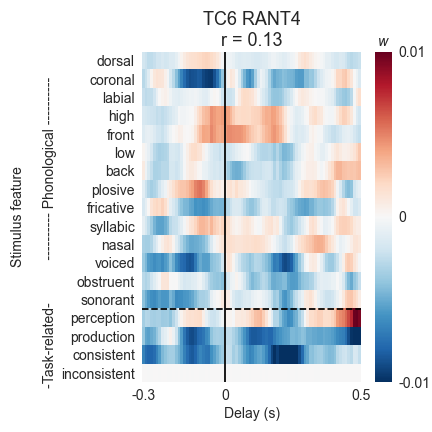 TC6 RANT4
r = 0.13
w
dorsal
coronal
labial
high
front
low
back
plosive
fricative
syllabic
nasal
voiced
obstruent
sonorant
perception
production
consistent
inconsistent
Stimulus feature
-Task-related- ---------- Phonological ----------
0.01
0
-0.01
-0.3 0 0.5
Delay (s)